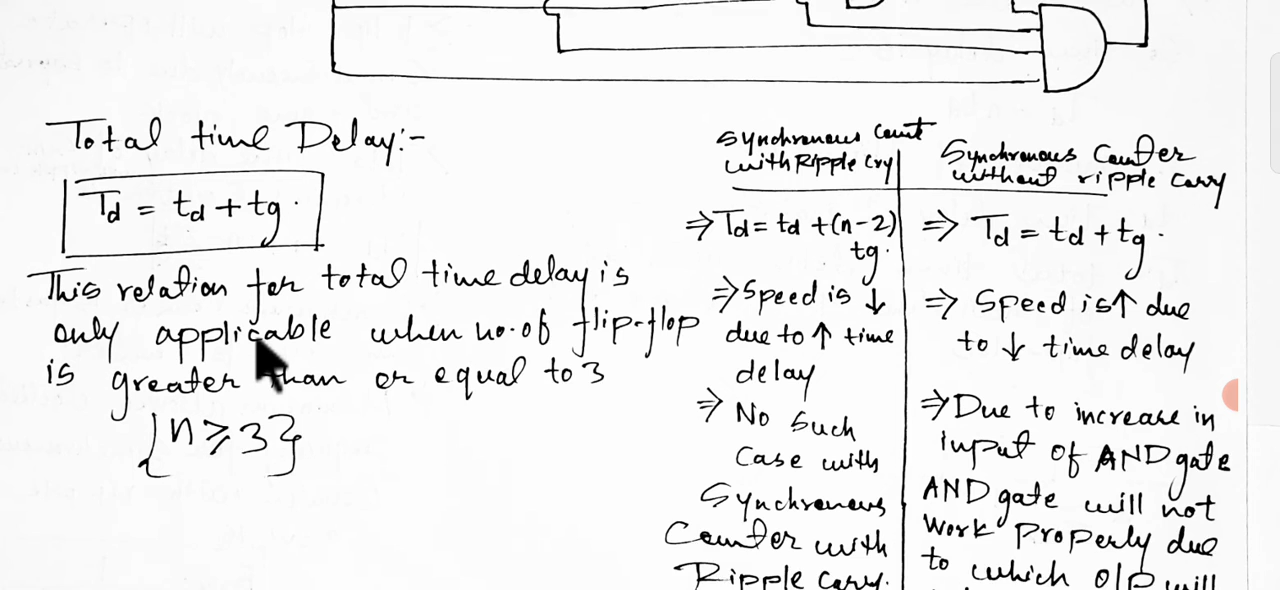 Total time Delay:-
Td = td + tg.
This relation for total time delay is
only applicable when no. of flip-flop
is greater than or equal to 3
{n ≥ 3}
Synchronous Count
with Ripple Cry
⇒ Td = td + (n-2)
tg.
⇒ Speed is ↓
due to ↑ time
delay
⇒ No Such
Case with
Synchronous
Counter with
Ripple Carry.
Synchronous Counter
without ripple carry
⇒ Td = td + tg.
⇒ Speed is ↑ due
to ↓ time delay
⇒ Due to increase in
input of AND gate
AND gate will not
work properly due
to which O/P will